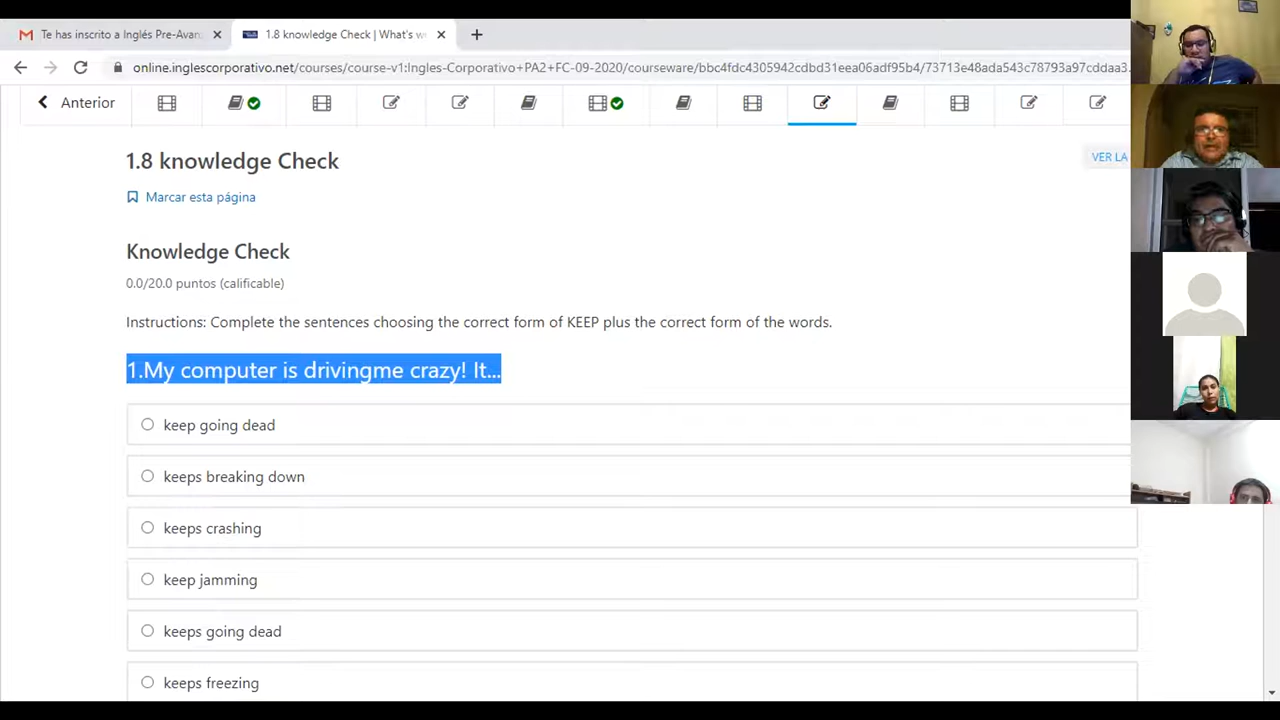 Te has inscrito a Inglés Pre-Avan
1.8 knowledge Check | What's w
online.inglescorporativo.net/courses/course-v1:Ingles-Corporativo+PA2+FC-09-2020/courseware/bbc4fdc4305942cdbd31eea06adf95b4/73713e48ada543c78793a97cddaa3...
Anterior
1.8 knowledge Check
VER LA
Marcar esta página
Knowledge Check
0.0/20.0 puntos (calificable)
Instructions: Complete the sentences choosing the correct form of KEEP plus the correct form of the words.
1.My computer is drivingme crazy! It...
keep going dead
keeps breaking down
keeps crashing
keep jamming
keeps going dead
keeps freezing